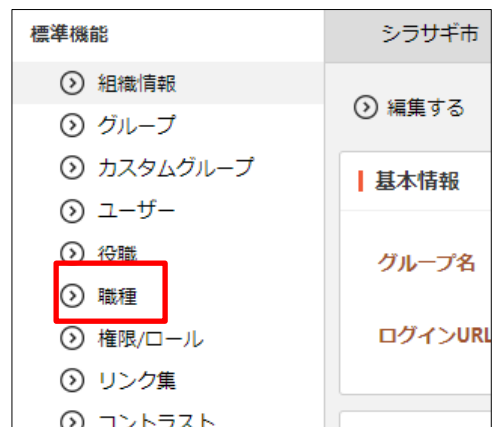 標準機能
組織情報
グループ
カスタムグループ
ユーザー
役職
職種
権限/ロール
リンク集
コントラスト
シラサギ市
編集する
基本情報
グループ名
ログインURL